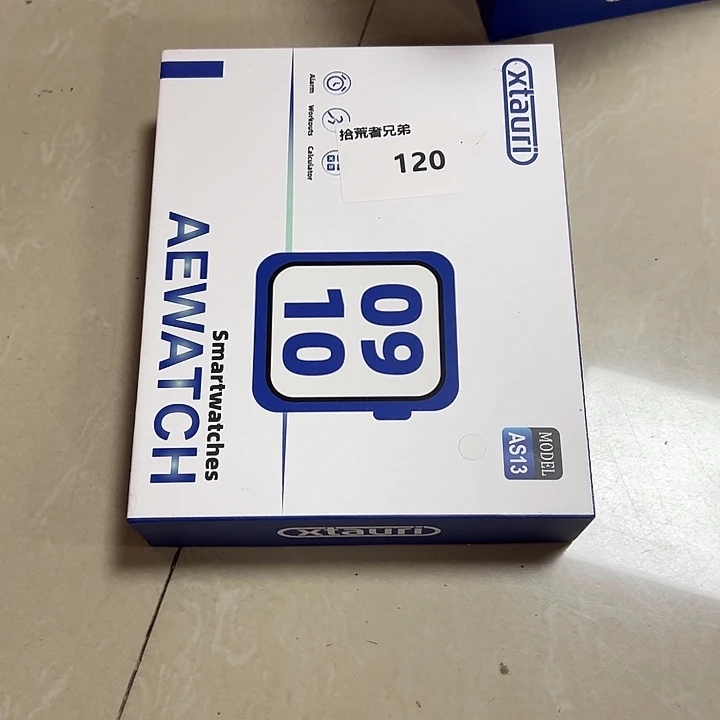 xtauri
Alarm
Workouts
Calculator
拾荒者兄弟
120
09
10
MODEL
AS13
Smartwatches
AEWATCH
xtauri